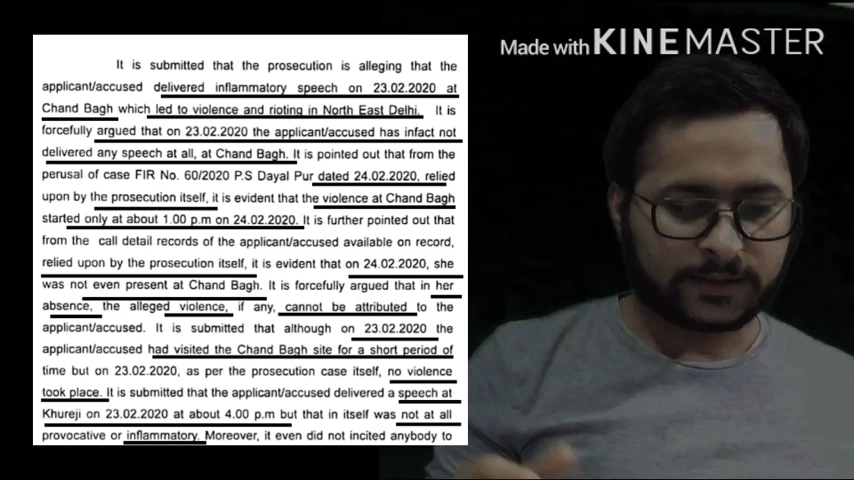 It is submitted that the prosecution is alleging that the
applicant/accused delivered inflammatory speech on 23.02.2020 at
Chand Bagh which led to violence and rioting in North East Delhi. It is
forcefully argued that on 23.02.2020 the applicant/accused has infact not
delivered any speech at all, at Chand Bagh. It is pointed out that from the
perusal of case FIR No. 60/2020 P.S Dayal Pur dated 24.02.2020, relied
upon by the prosecution itself, it is evident that the violence at Chand Bagh
started only at about 1.00 p.m on 24.02.2020. It is further pointed out that
from the call detail records of the applicant/accused available on record,
relied upon by the prosecution itself, it is evident that on 24.02.2020, she
was not even present at Chand Bagh. It is forcefully argued that in her
absence, the alleged violence, if any, cannot be attributed to the
applicant/accused. It is submitted that although on 23.02.2020 the
applicant/accused had visited the Chand Bagh site for a short period of
time but on 23.02.2020, as per the prosecution case itself, no violence
took place. It is submitted that the applicant/accused delivered a speech at
Khureji on 23.02.2020 at about 4.00 p.m but that in itself was not at all
provocative or inflammatory. Moreover, it even did not incited anybody to
Made with KINEMASTER